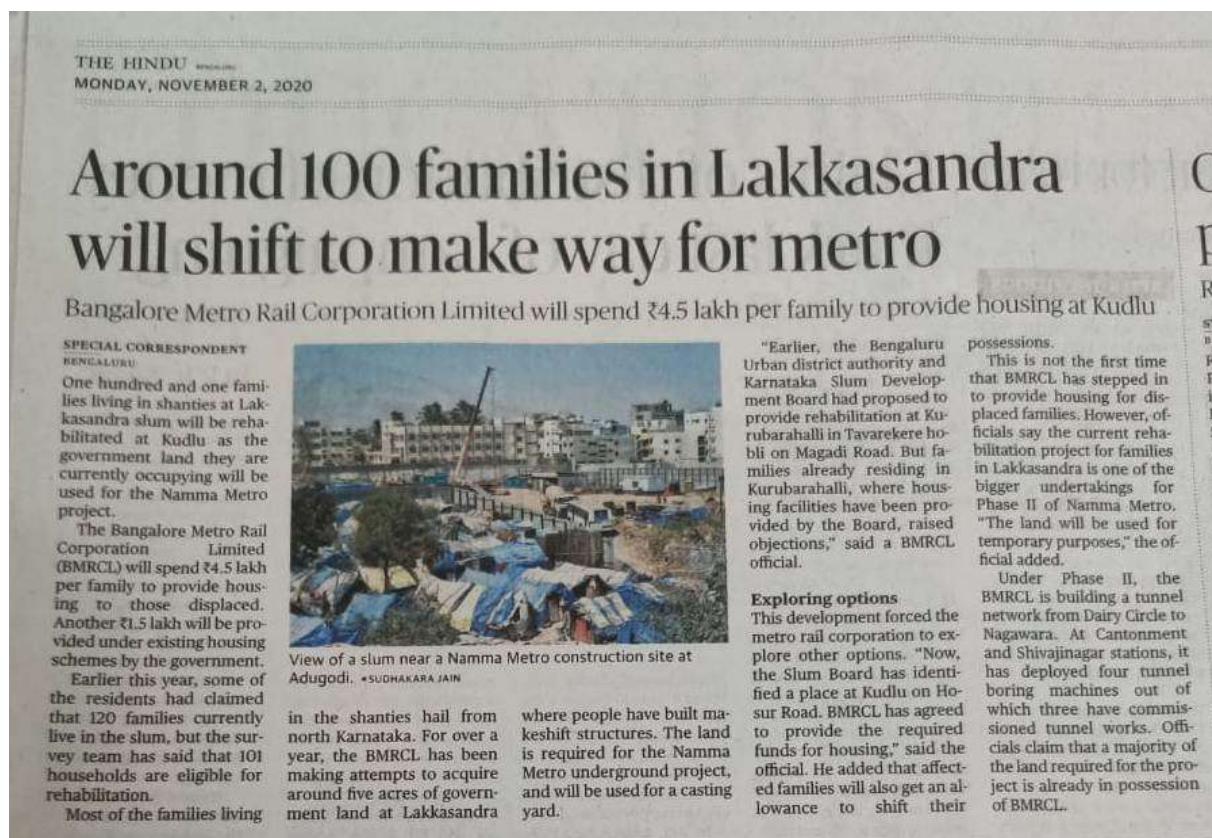 THE HINDU
MONDAY, NOVEMBER 2, 2020
Around 100 families in Lakkasandra
will shift to make way for metro
Bangalore Metro Rail Corporation Limited will spend ₹4.5 lakh per family to provide housing at Kudlu
SPECIAL CORRESPONDENT
BENGALURU
One hundred and one fami-
lies living in shanties at Lak-
kasandra slum will be reha-
bilitated at Kudlu as the
government land they are
currently occupying will be
used for the Namma Metro
project.
The Bangalore Metro Rail
Corporation Limited
(BMRCL) will spend ₹4.5 lakh
per family to provide hous-
ing to those displaced.
Another ₹1.5 lakh will be pro-
vided under existing housing
schemes by the government.
Earlier this year, some of
the residents had claimed
that 120 families currently
live in the slum, but the sur-
vey team has said that 101
households are eligible for
rehabilitation.
Most of the families living
View of a slum near a Namma Metro construction site at
Adugodi. •SUDHAKARA JAIN
in the shanties hail from
north Karnataka. For over a
year, the BMRCL has been
making attempts to acquire
around five acres of govern-
ment land at Lakkasandra
where people have built ma-
keshift structures. The land
is required for the Namma
Metro underground project,
and will be used for a casting
yard.
"Earlier, the Bengaluru
Urban district authority and
Karnataka Slum Develop-
ment Board had proposed to
provide rehabilitation at Ku-
rubarahalli in Tavarekere ho-
bli on Magadi Road. But fa-
milies already residing in
Kurubarahalli, where hous-
ing facilities have been pro-
vided by the Board, raised
objections," said a BMRCL
official.
Exploring options
This development forced the
metro rail corporation to ex-
plore other options. "Now,
the Slum Board has identi-
fied a place at Kudlu on Ho-
sur Road. BMRCL has agreed
to provide the required
funds for housing," said the
official. He added that affect-
ed families will also get an al-
lowance to shift their
possessions.
This is not the first time
that BMRCL has stepped in
to provide housing for dis-
placed families. However, of-
ficials say the current reha-
bilitation project for families
in Lakkasandra is one of the
bigger undertakings for
Phase II of Namma Metro.
"The land will be used for
temporary purposes," the of-
ficial added.
Under Phase II, the
BMRCL is building a tunnel
network from Dairy Circle to
Nagawara. At Cantonment
and Shivajinagar stations, it
has deployed four tunnel
boring machines out of
which three have commis-
sioned tunnel works. Offi-
cials claim that a majority of
the land required for the pro-
ject is already in possession
of BMRCL.